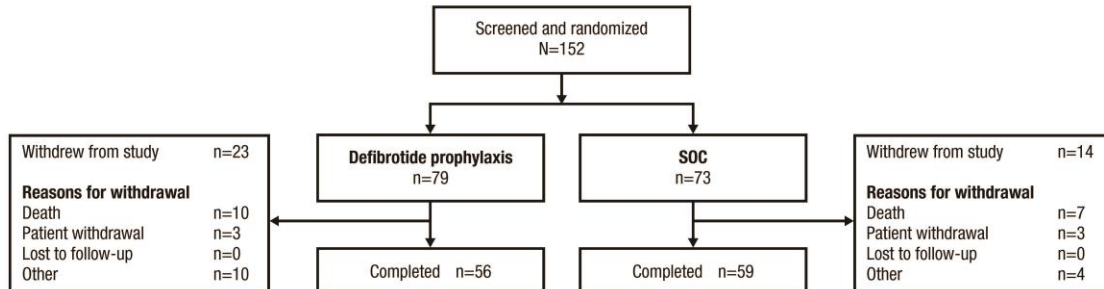 Screened and randomized
N=152
Defibrotide prophylaxis
n=79
SOC
n=73
Withdrew from study n=23
Reasons for withdrawal
Death n=10
Patient withdrawal n=3
Lost to follow-up n=0
Other n=10
Withdrew from study n=14
Reasons for withdrawal
Death n=7
Patient withdrawal n=3
Lost to follow-up n=0
Other n=4
Completed n=56
Completed n=59